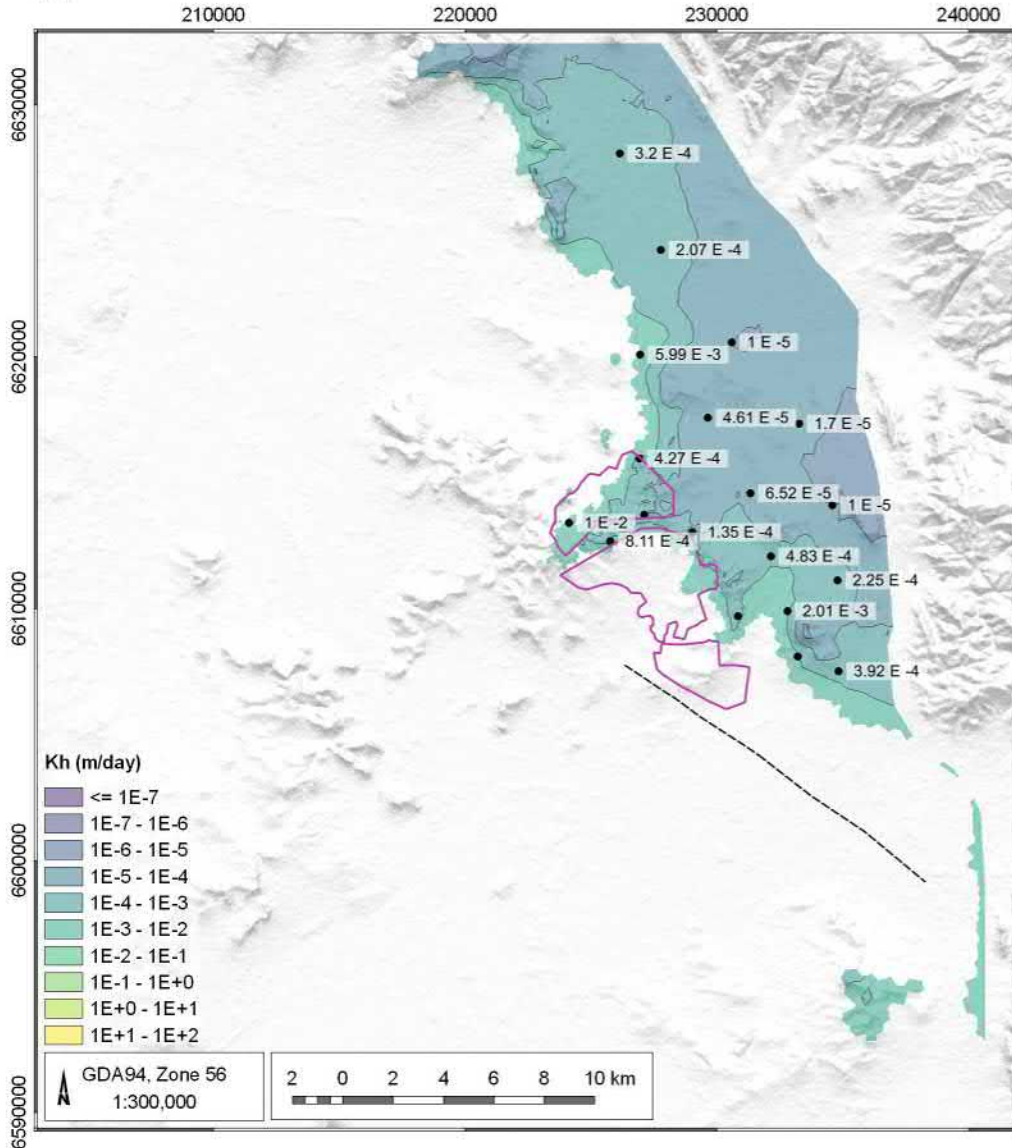 210000
220000
230000
240000
6630000
6620000
6610000
6600000
6590000
3.2 E -4
2.07 E -4
1 E -5
5.99 E -3
4.61 E -5
1.7 E -5
4.27 E -4
6.52 E -5
1 E -5
1 E -2
1.35 E -4
8.11 E -4
4.83 E -4
2.25 E -4
2.01 E -3
3.92 E -4
Kh (m/day)
<= 1E-7
1E-7 - 1E-6
1E-6 - 1E-5
1E-5 - 1E-4
1E-4 - 1E-3
1E-3 - 1E-2
1E-2 - 1E-1
1E-1 - 1E+0
1E+0 - 1E+1
1E+1 - 1E+2
GDA94, Zone 56
1:300,000
2 0 2 4 6 8 10 km